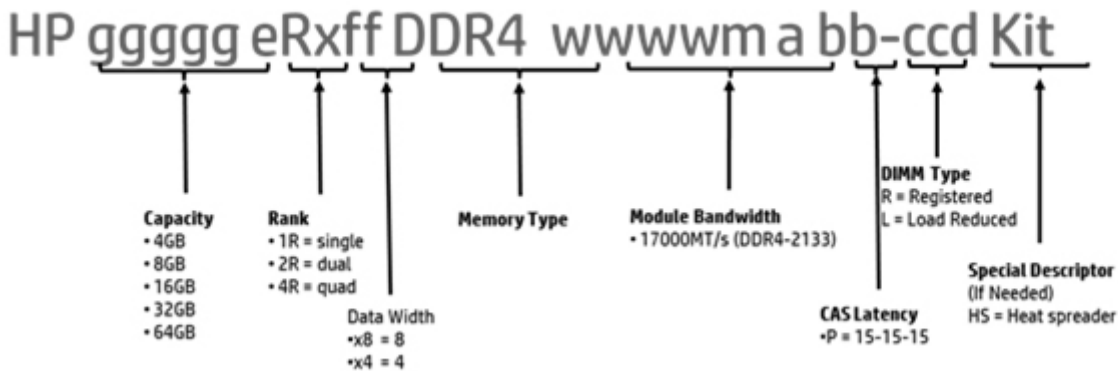 HP ggggg eRxff DDR4 wwwwm a bb-ccd Kit
Capacity
• 4GB
• 8GB
• 16GB
• 32GB
• 64GB
Rank
• 1R = single
• 2R = dual
• 4R = quad
Data Width
•x8 = 8
•x4 = 4
Memory Type
Module Bandwidth
• 17000MT/s (DDR4-2133)
CAS Latency
•P = 15-15-15
DIMM Type
R = Registered
L = Load Reduced
Special Descriptor
(If Needed)
HS = Heat spreader